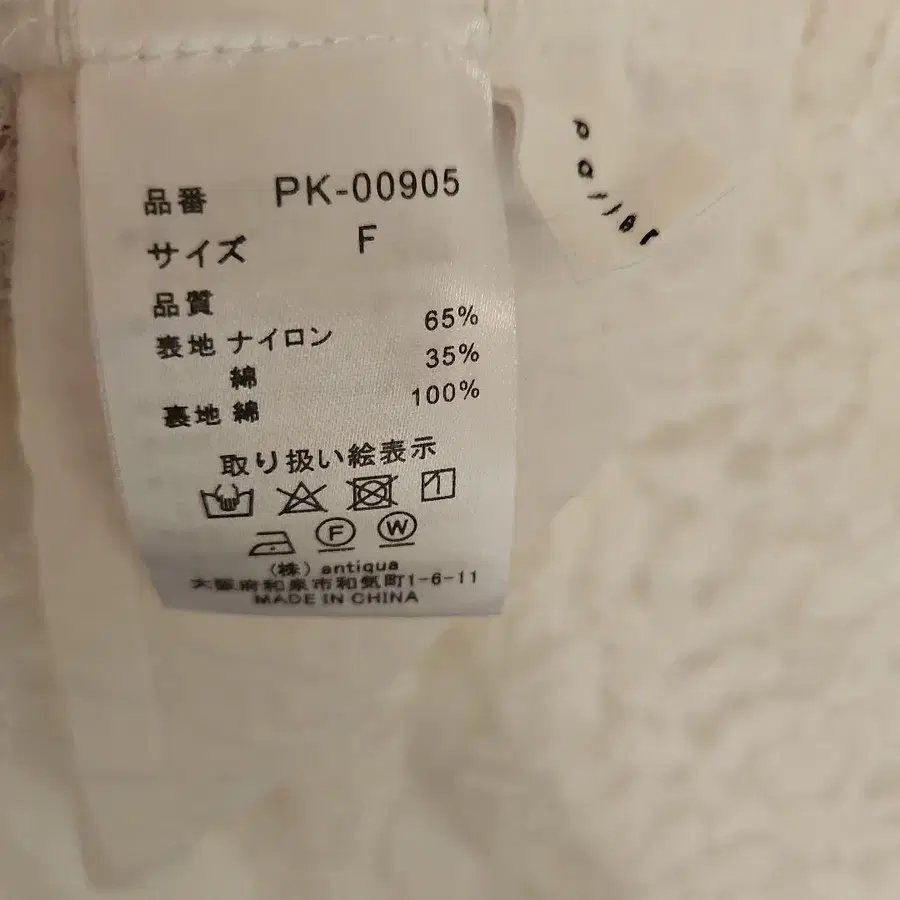 品番 PK-00905
サイズ F
品質
表地 ナイロン 65%
綿 35%
裏地 綿 100%
取り扱い絵表示
F W
(株) antiqua
大阪府和泉市和気町1-6-11
MADE IN CHINA